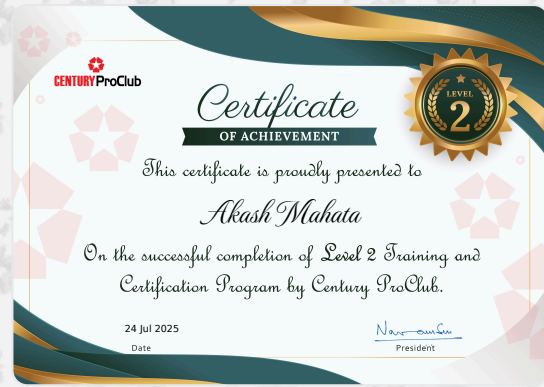 CENTURY ProClub
Certificate
OF ACHIEVEMENT
LEVEL
2
This certificate is proudly presented to
Akash Mahata
On the successful completion of Level 2 Training and
Certification Program by Century ProClub.
24 Jul 2025
Date
President